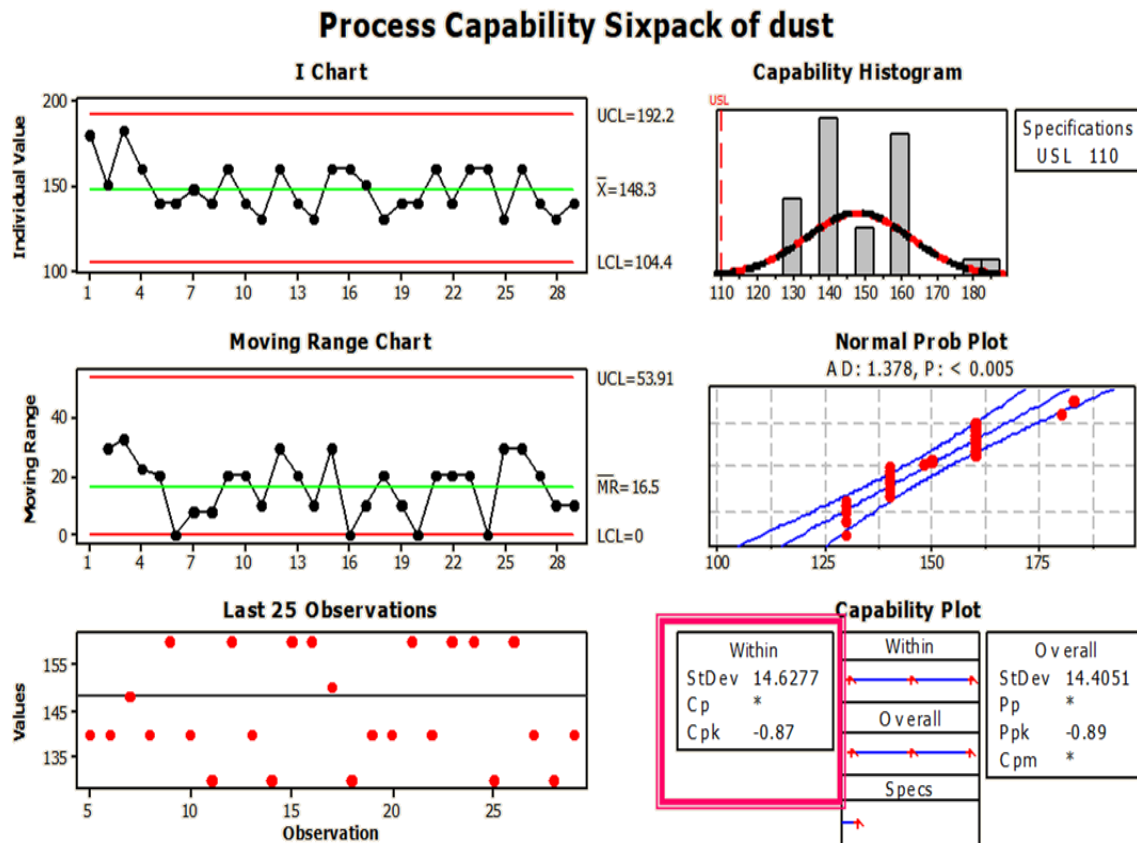 Process Capability Sixpack of dust
I Chart
Individual Value
200
150
100
1 4 7 10 13 16 19 22 25 28
UCL=192.2
X=148.3
LCL=104.4
Capability Histogram
USL
110 120 130 140 150 160 170 180
Specifications
USL 110
Moving Range Chart
Moving Range
40
20
0
1 4 7 10 13 16 19 22 25 28
UCL=53.91
MR=16.5
LCL=0
Normal Prob Plot
AD: 1.378, P: < 0.005
100 125 150 175
Last 25 Observations
Values
155
145
135
5 10 15 20 25
Observation
Capability Plot
Within
StDev 14.6277
Cp *
Cpk -0.87
Within
Overall
Specs
Overall
StDev 14.4051
Pp *
Ppk -0.89
Cpm *